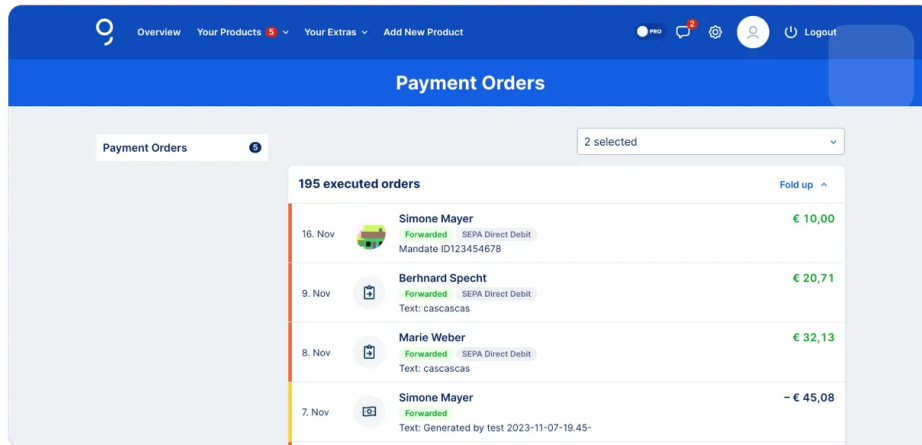 Overview Your Products 5 Your Extras Add New Product PRO 2 Logout
Payment Orders
Payment Orders 5
2 selected
195 executed orders Fold up
Simone Mayer € 10,00
16. Nov Forwarded SEPA Direct Debit
Mandate ID123454678
Berhnard Specht € 20,71
9. Nov Forwarded SEPA Direct Debit
Text: cascascas
Marie Weber € 32,13
8. Nov Forwarded SEPA Direct Debit
Text: cascascas
Simone Mayer – € 45,08
7. Nov Forwarded
Text: Generated by test 2023-11-07-19.45-